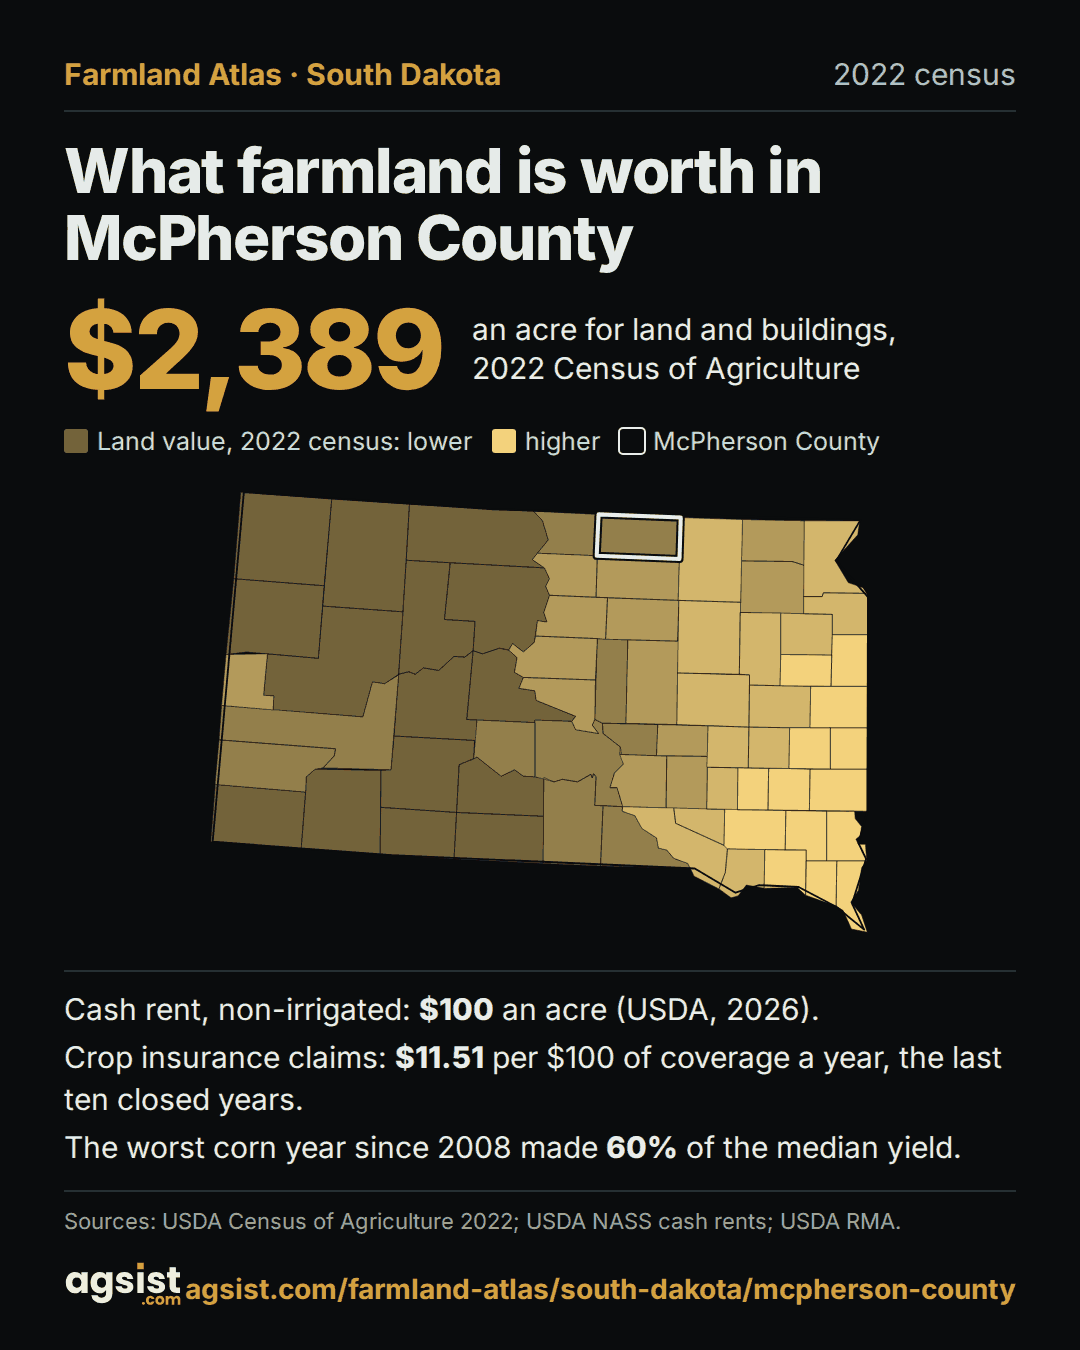 Farmland Atlas · South Dakota
2022 census
What farmland is worth in
McPherson County
$2,389
an acre for land and buildings,
2022 Census of Agriculture
Land value, 2022 census: lower
higher
McPherson County
Cash rent, non-irrigated: $100 an acre (USDA, 2026).
Crop insurance claims: $11.51 per $100 of coverage a year, the last
ten closed years.
The worst corn year since 2008 made 60% of the median yield.
Sources: USDA Census of Agriculture 2022; USDA NASS cash rents; USDA RMA.
agsist
.com
agsist.com/farmland-atlas/south-dakota/mcpherson-county